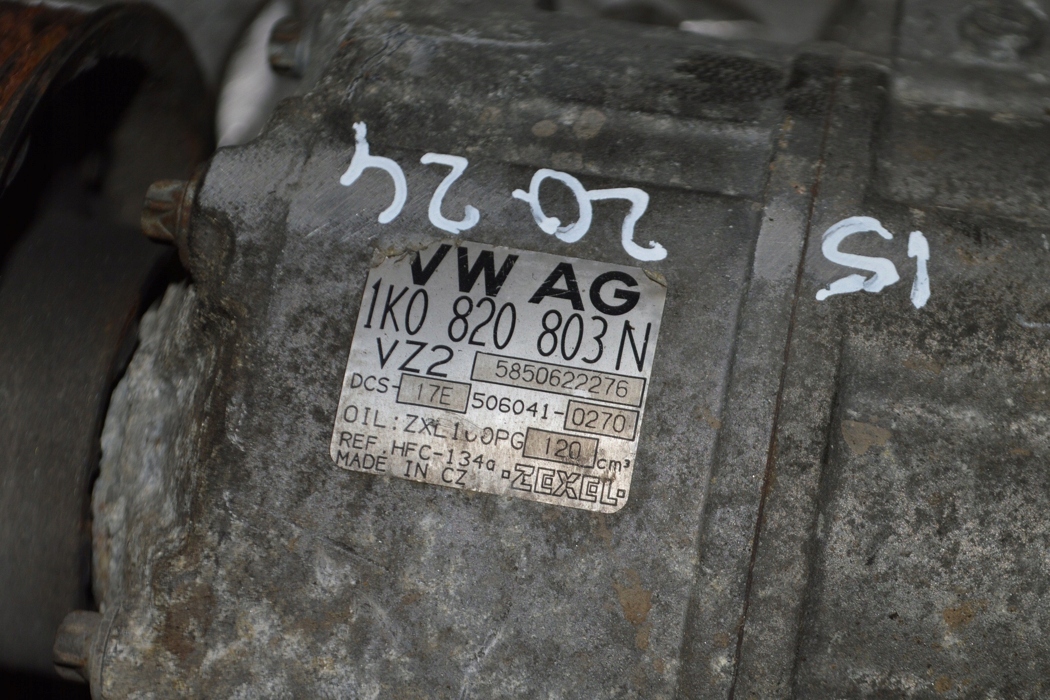 15 2024
VW AG
1K0 820 803 N
VZ2 5850622276
DCS-17E 506041-0270
OIL:ZXL100PG 120 cm³
REF.HFC-134a
MADE IN CZ ZEXEL